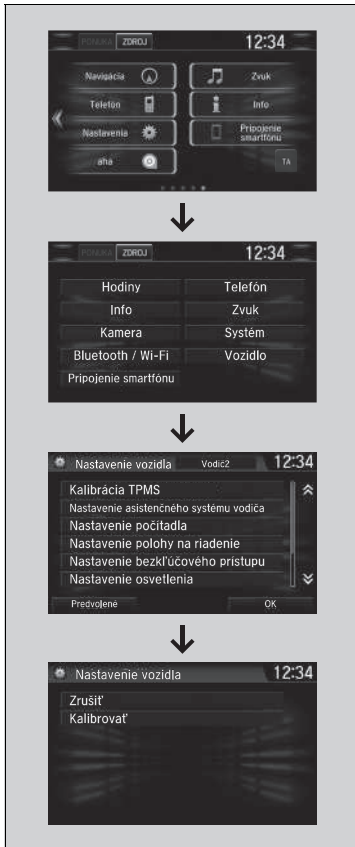 PONUKA ZDROJ 12:34
Navigácia Zvuk
Telefón Info
Nastavenia Pripojenie smartfónu
aha TA
PONUKA ZDROJ 12:34
Hodiny Telefón
Info Zvuk
Kamera Systém
Bluetooth / Wi-Fi Vozidlo
Pripojenie smartfónu
Nastavenie vozidla Vodič2 12:34
Kalibrácia TPMS
Nastavenie asistenčného systému vodiča
Nastavenie počítadla
Nastavenie polohy na riadenie
Nastavenie bezkľúčového prístupu
Nastavenie osvetlenia
Predvolené OK
Nastavenie vozidla 12:34
Zrušiť
Kalibrovať